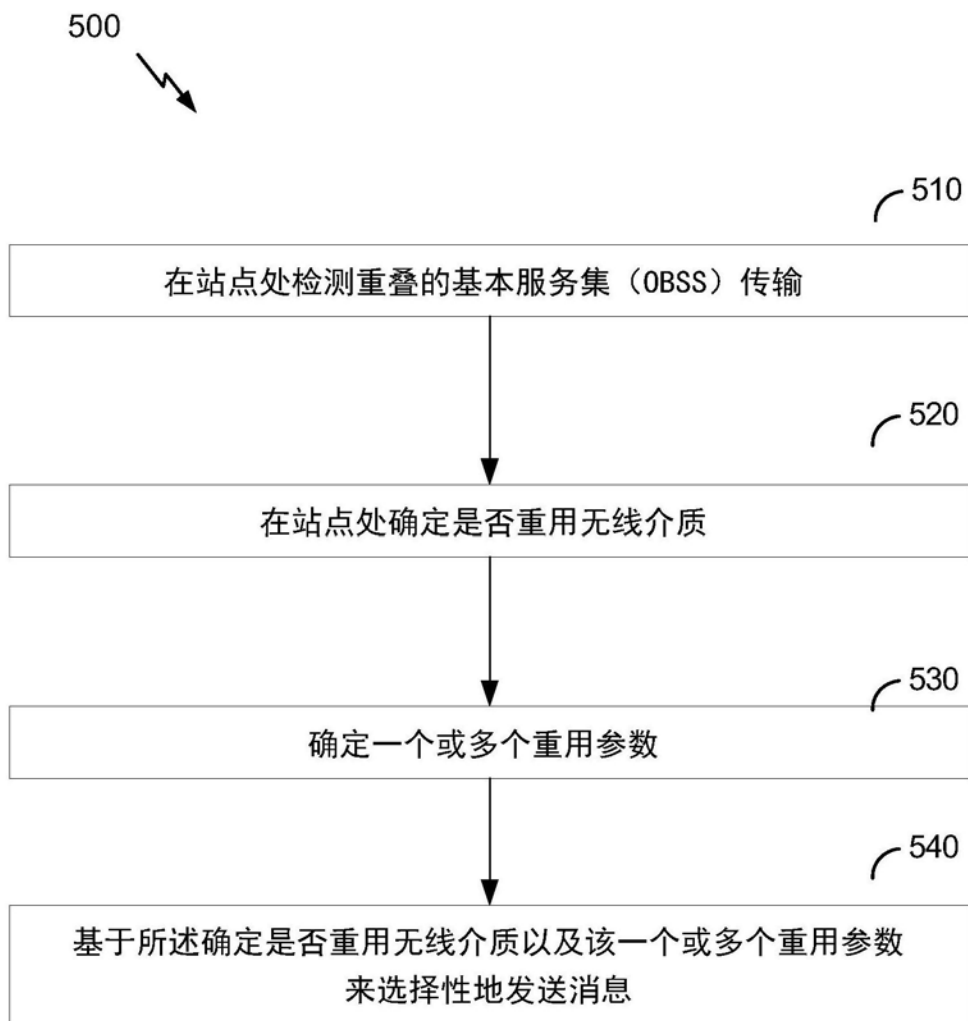 500
510
在站点处检测重叠的基本服务集（OBSS）传输
520
在站点处确定是否重用无线介质
530
确定一个或多个重用参数
540
基于所述确定是否重用无线介质以及该一个或多个重用参数
来选择性地发送消息